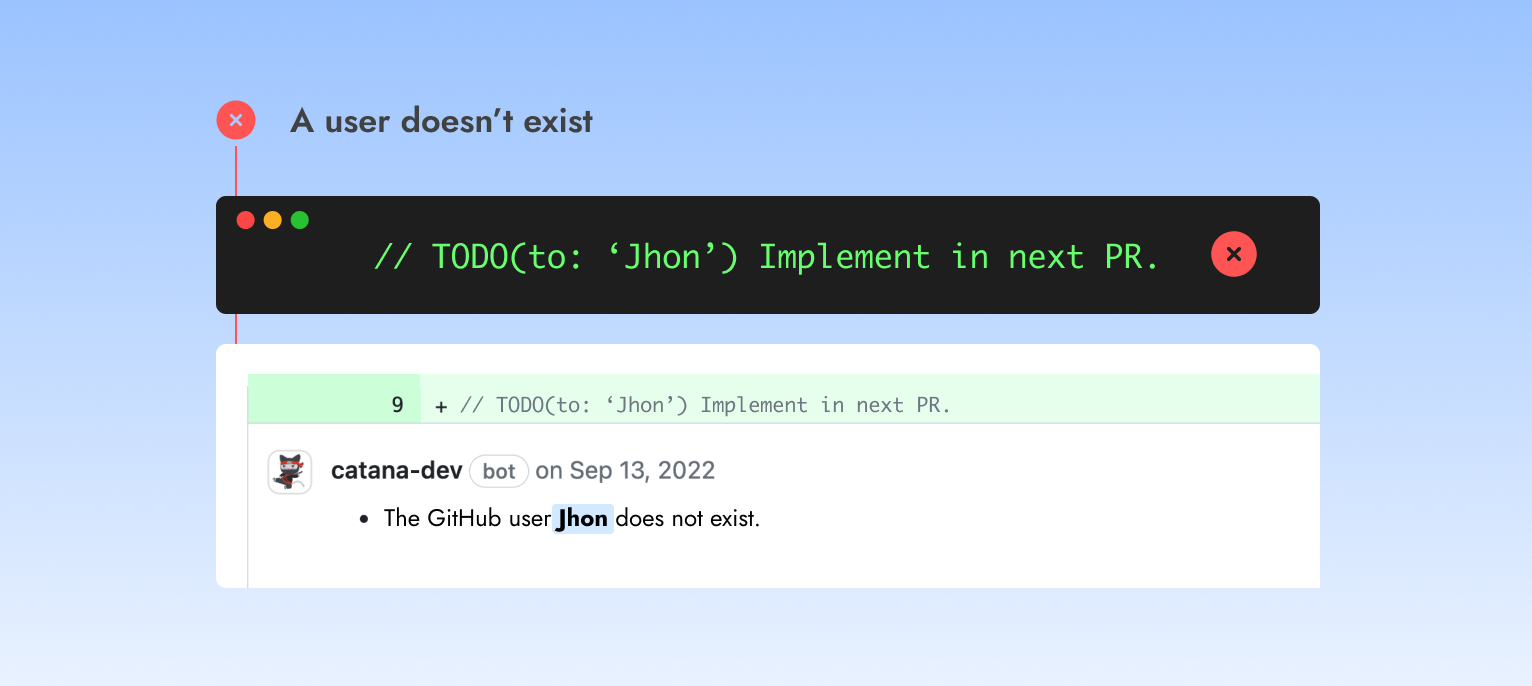 A user doesn’t exist
// TODO(to: ‘Jhon’) Implement in next PR.
9 + // TODO(to: ‘Jhon’) Implement in next PR.
catana-dev bot on Sep 13, 2022
• The GitHub user Jhon does not exist.